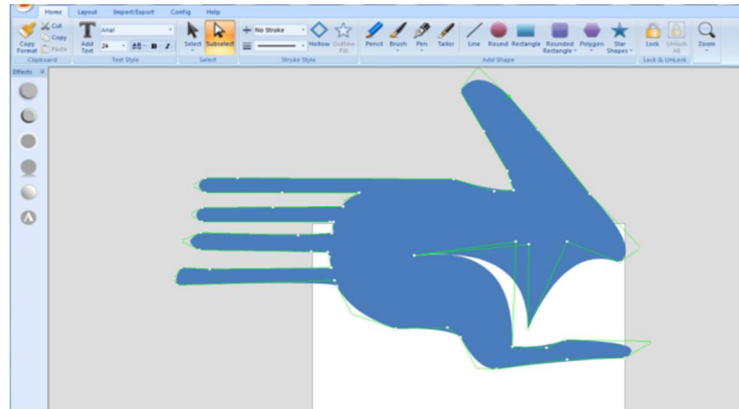 Home Layout Import/Export Config Help
Copy Format
Cut
Copy
Paste
Clipboard
Add Text
Arial
24 AB B I
Text Style
Select
Subselect
Select
No Stroke
Hollow
Outline Fill
Stroke Style
Pencil
Brush
Pen
Tailor
Line
Round
Rectangle
Rounded Rectangle
Polygon
Star Shapes
Add Shape
Lock
Unlock All
Lock & UnLock
Zoom
Effects
A